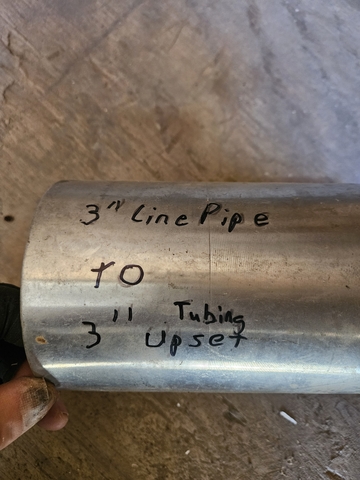 3" Line Pipe
TO
3" Tubing
Upset